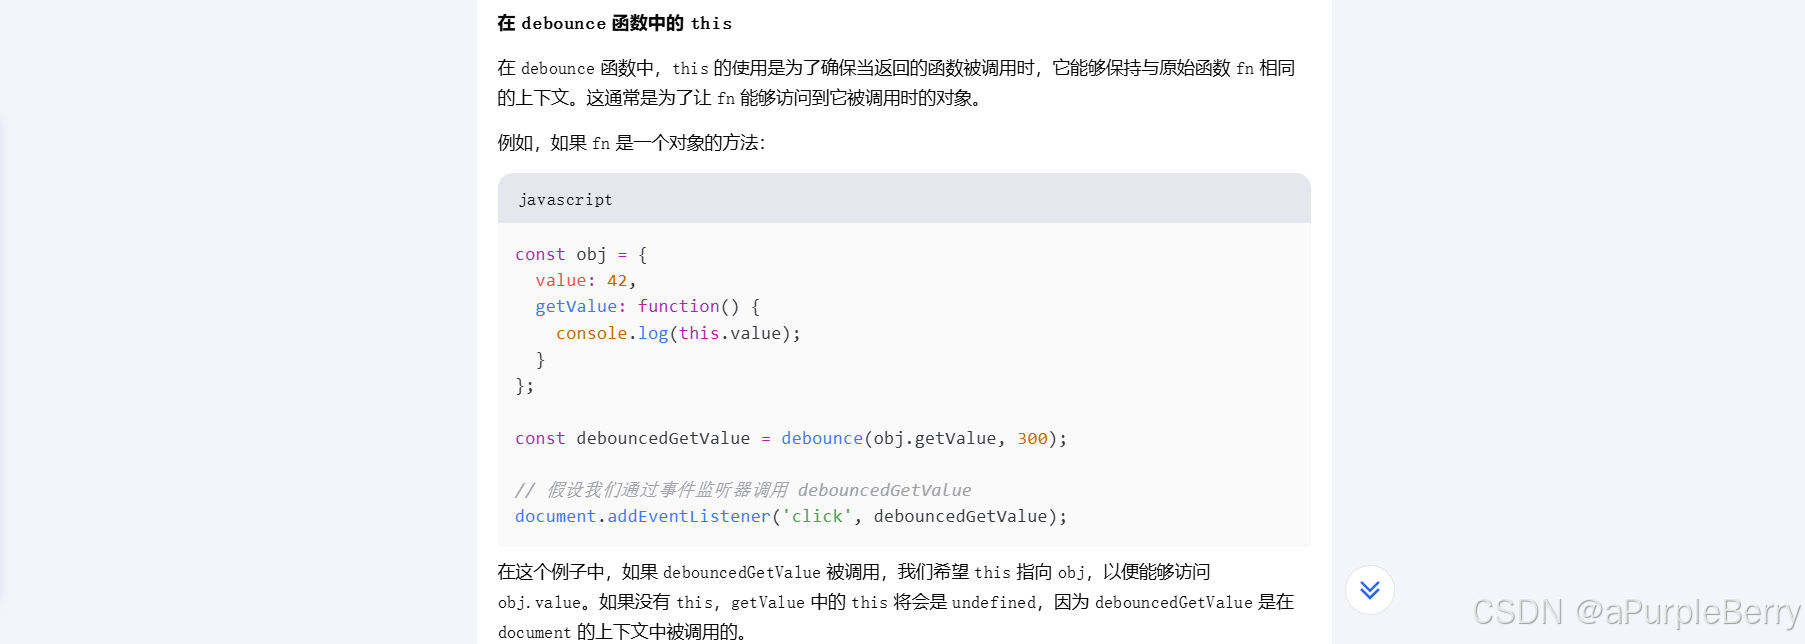 在 debounce 函数中的 this
在 debounce 函数中，this 的使用是为了确保当返回的函数被调用时，它能够保持与原始函数 fn 相同
的上下文。这通常是为了让 fn 能够访问到它被调用时的对象。
例如，如果 fn 是一个对象的方法：
javascript
const obj = {
  value: 42,
  getValue: function() {
    console.log(this.value);
  }
};
const debouncedGetValue = debounce(obj.getValue, 300);
// 假设我们通过事件监听器调用 debouncedGetValue
document.addEventListener('click', debouncedGetValue);
在这个例子中，如果 debouncedGetValue 被调用，我们希望 this 指向 obj，以便能够访问
obj.value。如果没有 this，getValue 中的 this 将会是 undefined，因为 debouncedGetValue 是在
document 的上下文中被调用的。
CSDN @aPurpleBerry